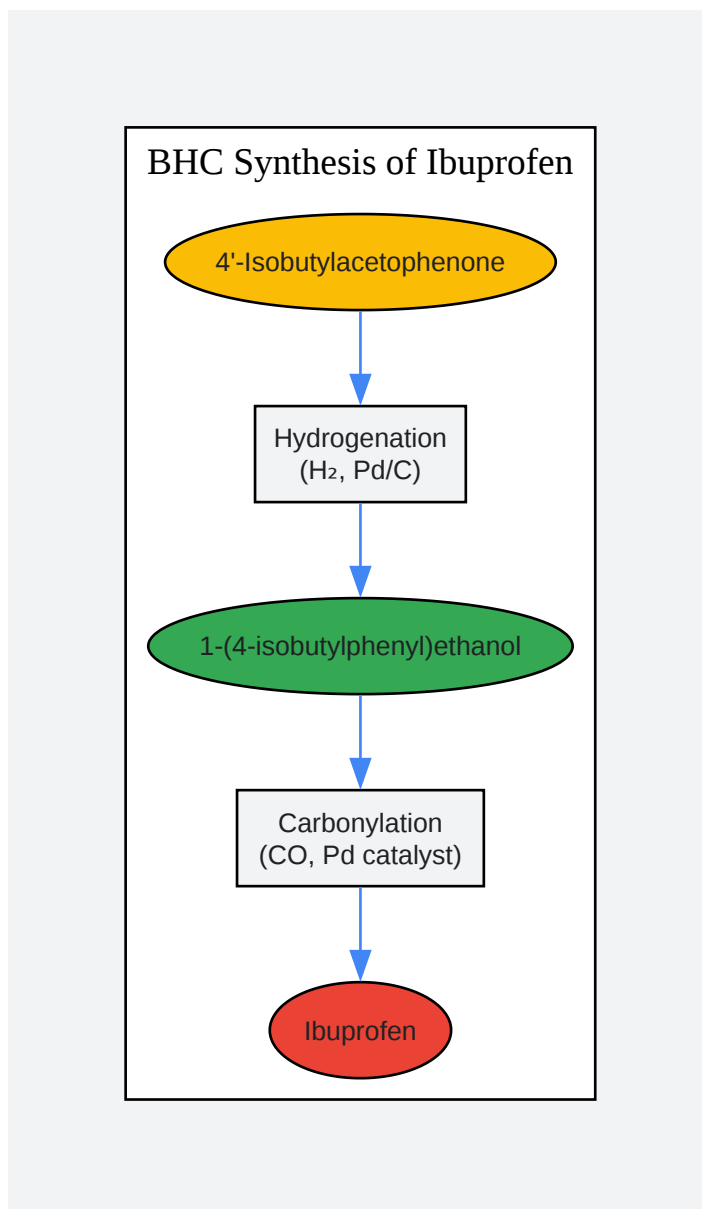 BHC Synthesis of Ibuprofen
4'-Isobutylacetophenone
Hydrogenation
(H₂, Pd/C)
1-(4-isobutylphenyl)ethanol
Carbonylation
(CO, Pd catalyst)
Ibuprofen